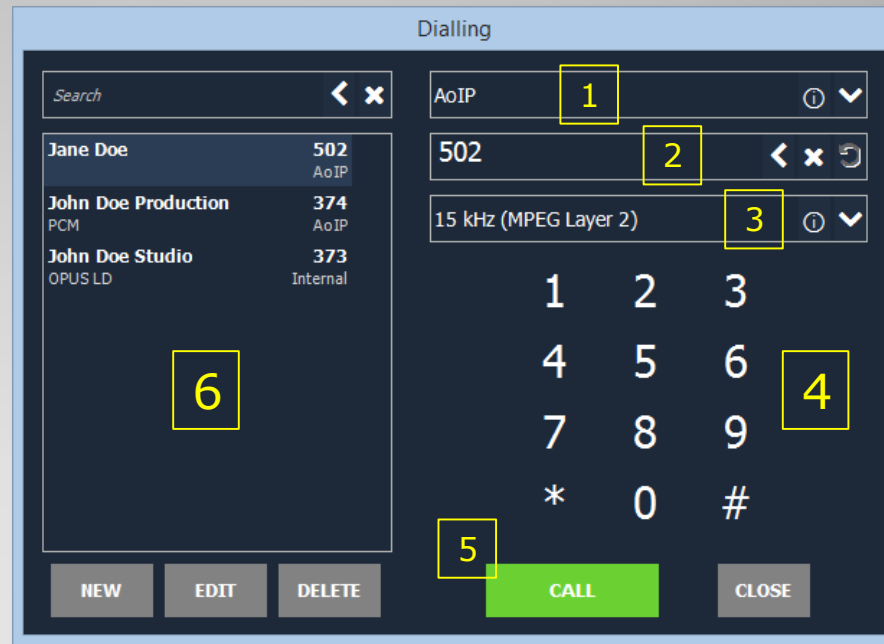 Dialling
Search
Jane Doe 502
AoIP
John Doe Production 374
PCM AoIP
John Doe Studio 373
OPUS LD Internal
6
NEW EDIT DELETE
AoIP 1
502 2
15 kHz (MPEG Layer 2) 3
1 2 3
4 5 6
4
7 8 9
* 0 #
5
CALL CLOSE